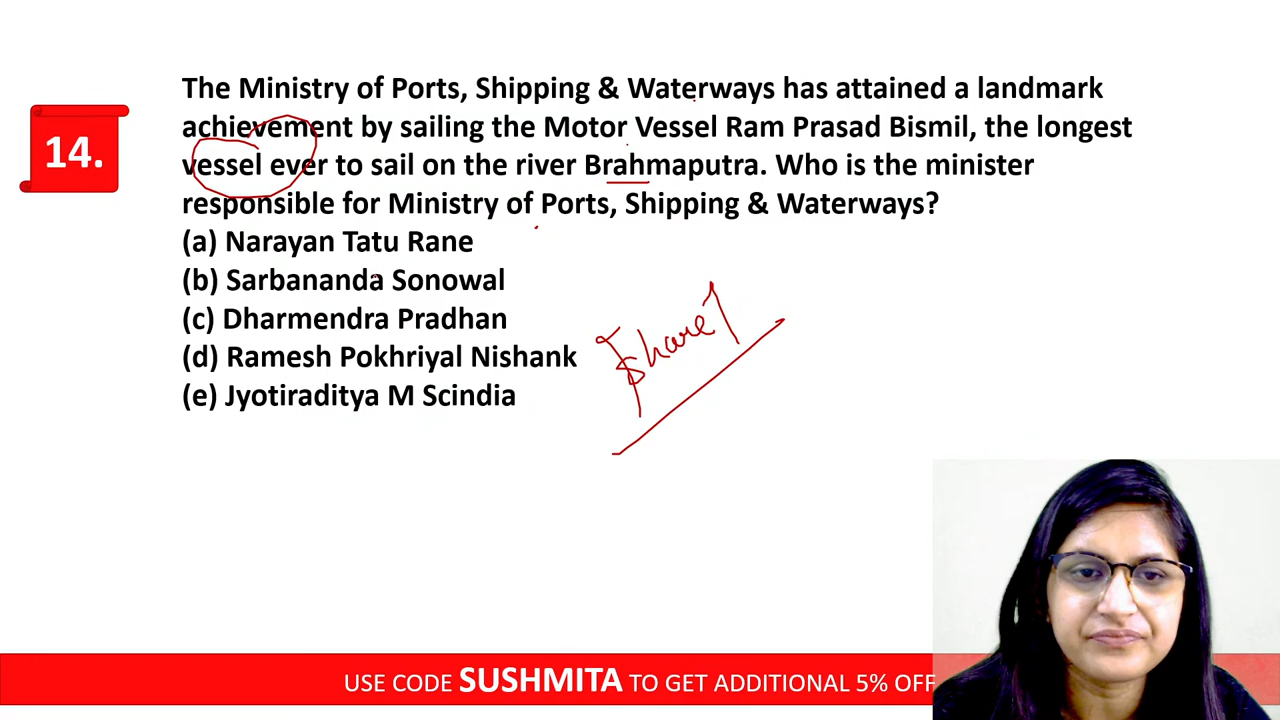 14.
The Ministry of Ports, Shipping & Waterways has attained a landmark
achievement by sailing the Motor Vessel Ram Prasad Bismil, the longest
vessel ever to sail on the river Brahmaputra. Who is the minister
responsible for Ministry of Ports, Shipping & Waterways?
(a) Narayan Tatu Rane
(b) Sarbananda Sonowal
(c) Dharmendra Pradhan
(d) Ramesh Pokhriyal Nishank
(e) Jyotiraditya M Scindia
Share
USE CODE SUSHMITA TO GET ADDITIONAL 5% OFF